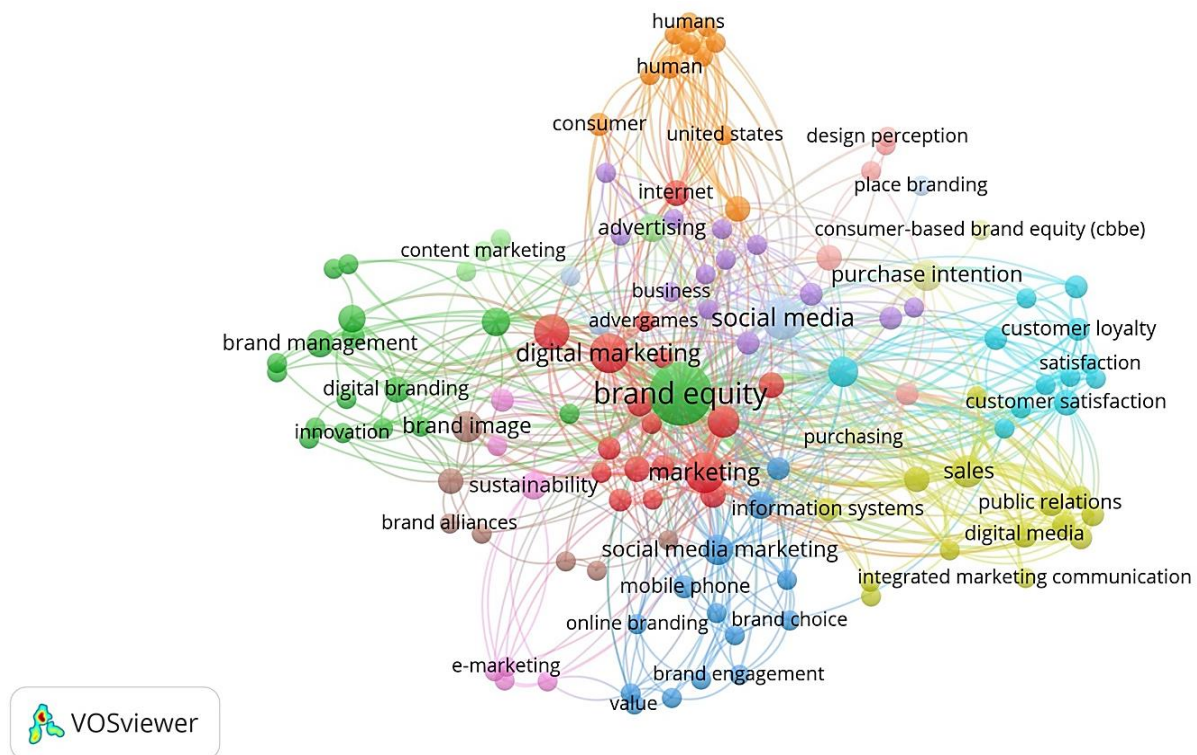 humans
human
consumer
united states
design perception
internet
place branding
advertising
consumer-based brand equity (cbbe)
content marketing
purchase intention
business
advergames
social media
customer loyalty
brand management
digital marketing
satisfaction
digital branding
brand equity
customer satisfaction
innovation
brand image
purchasing
marketing
sales
sustainability
information systems
public relations
brand alliances
digital media
social media marketing
integrated marketing communication
mobile phone
online branding
brand choice
e-marketing
brand engagement
value
VOSviewer